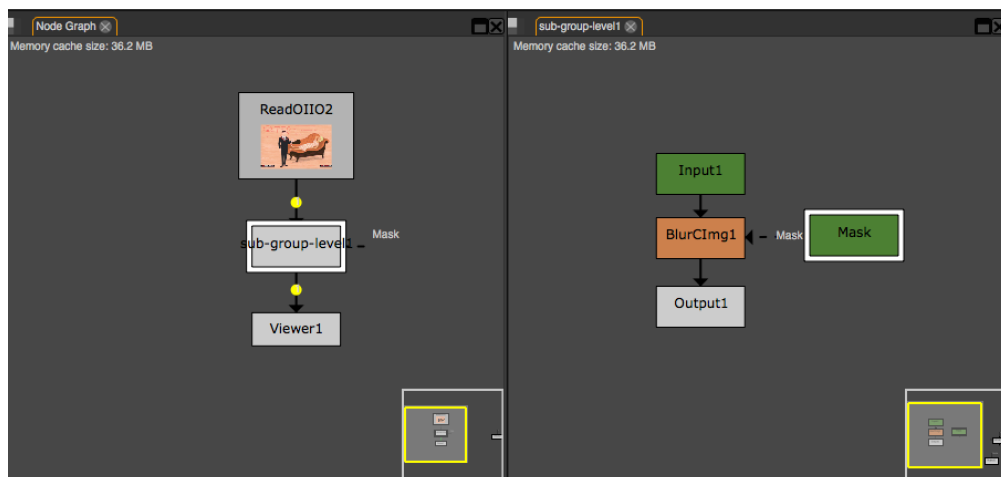 Node Graph
Memory cache size: 36.2 MB
ReadOIIO2
sub-group-level1
Mask
Viewer1
sub-group-level1
Memory cache size: 36.2 MB
Input1
BlurCImg1
Mask
Mask
Output1